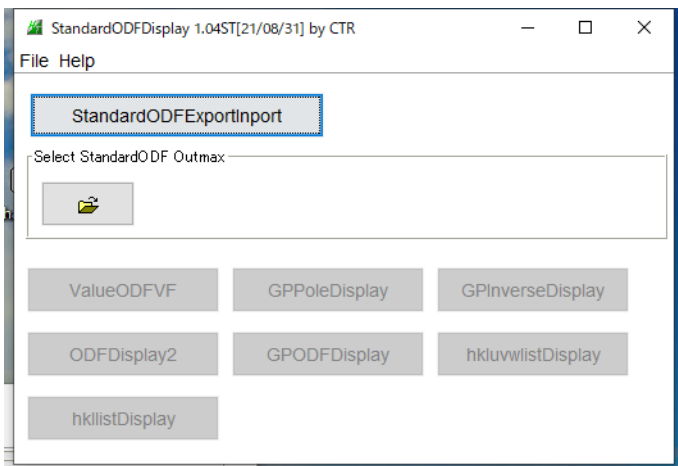 StandardODFDisplay 1.04ST[21/08/31] by CTR
File Help
StandardODFExportInport
Select StandardODF Outmax
ValueODFVF GPPoleDisplay GPInverseDisplay
ODFDisplay2 GPODFDisplay hkluvwlistDisplay
hkllistDisplay